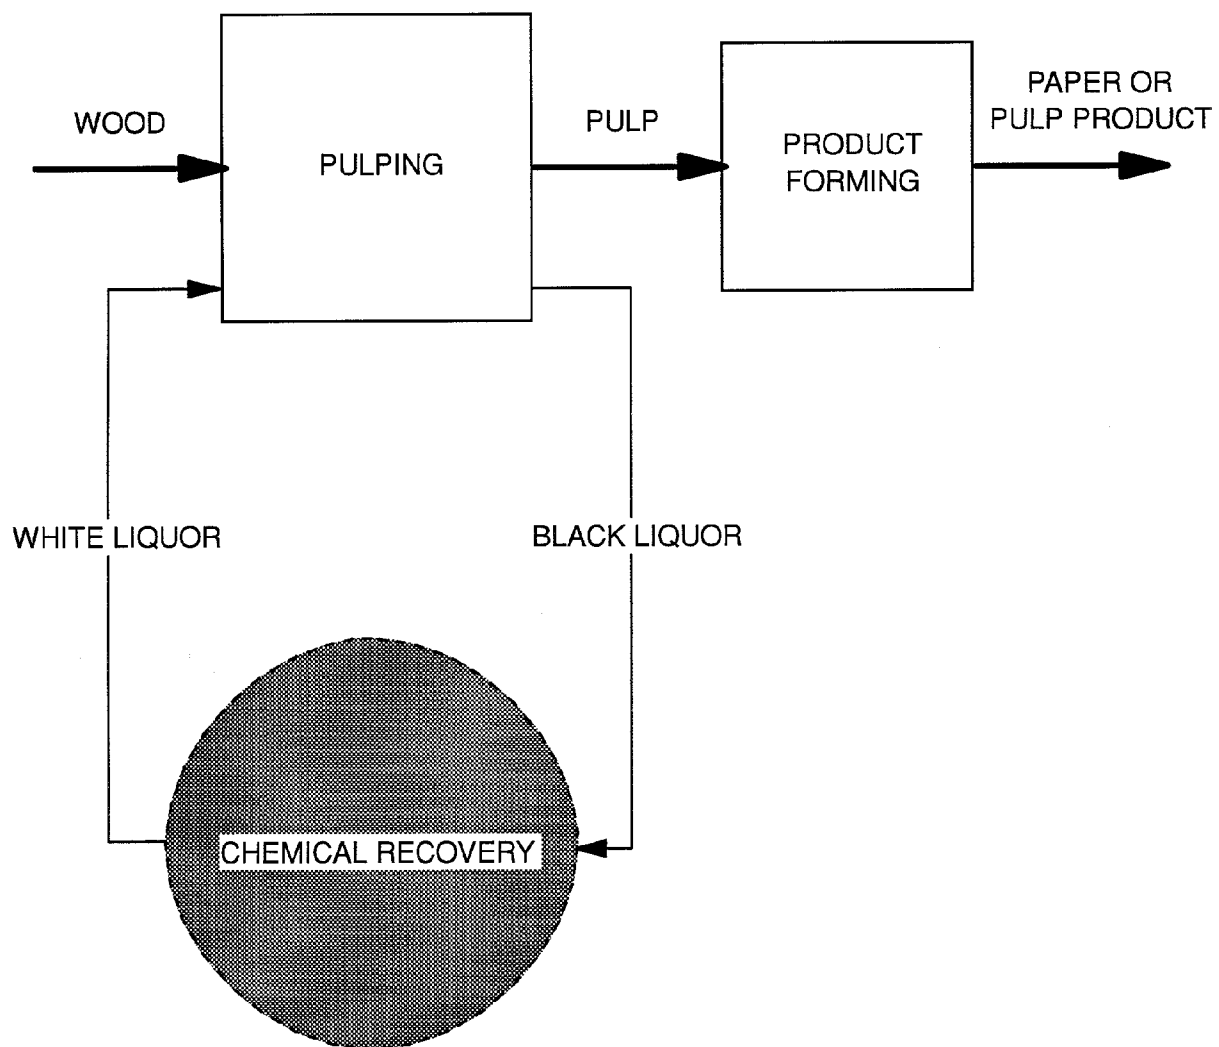 WOOD
PULPING
PULP
PRODUCT
FORMING
PAPER OR
PULP PRODUCT
WHITE LIQUOR
BLACK LIQUOR
CHEMICAL RECOVERY